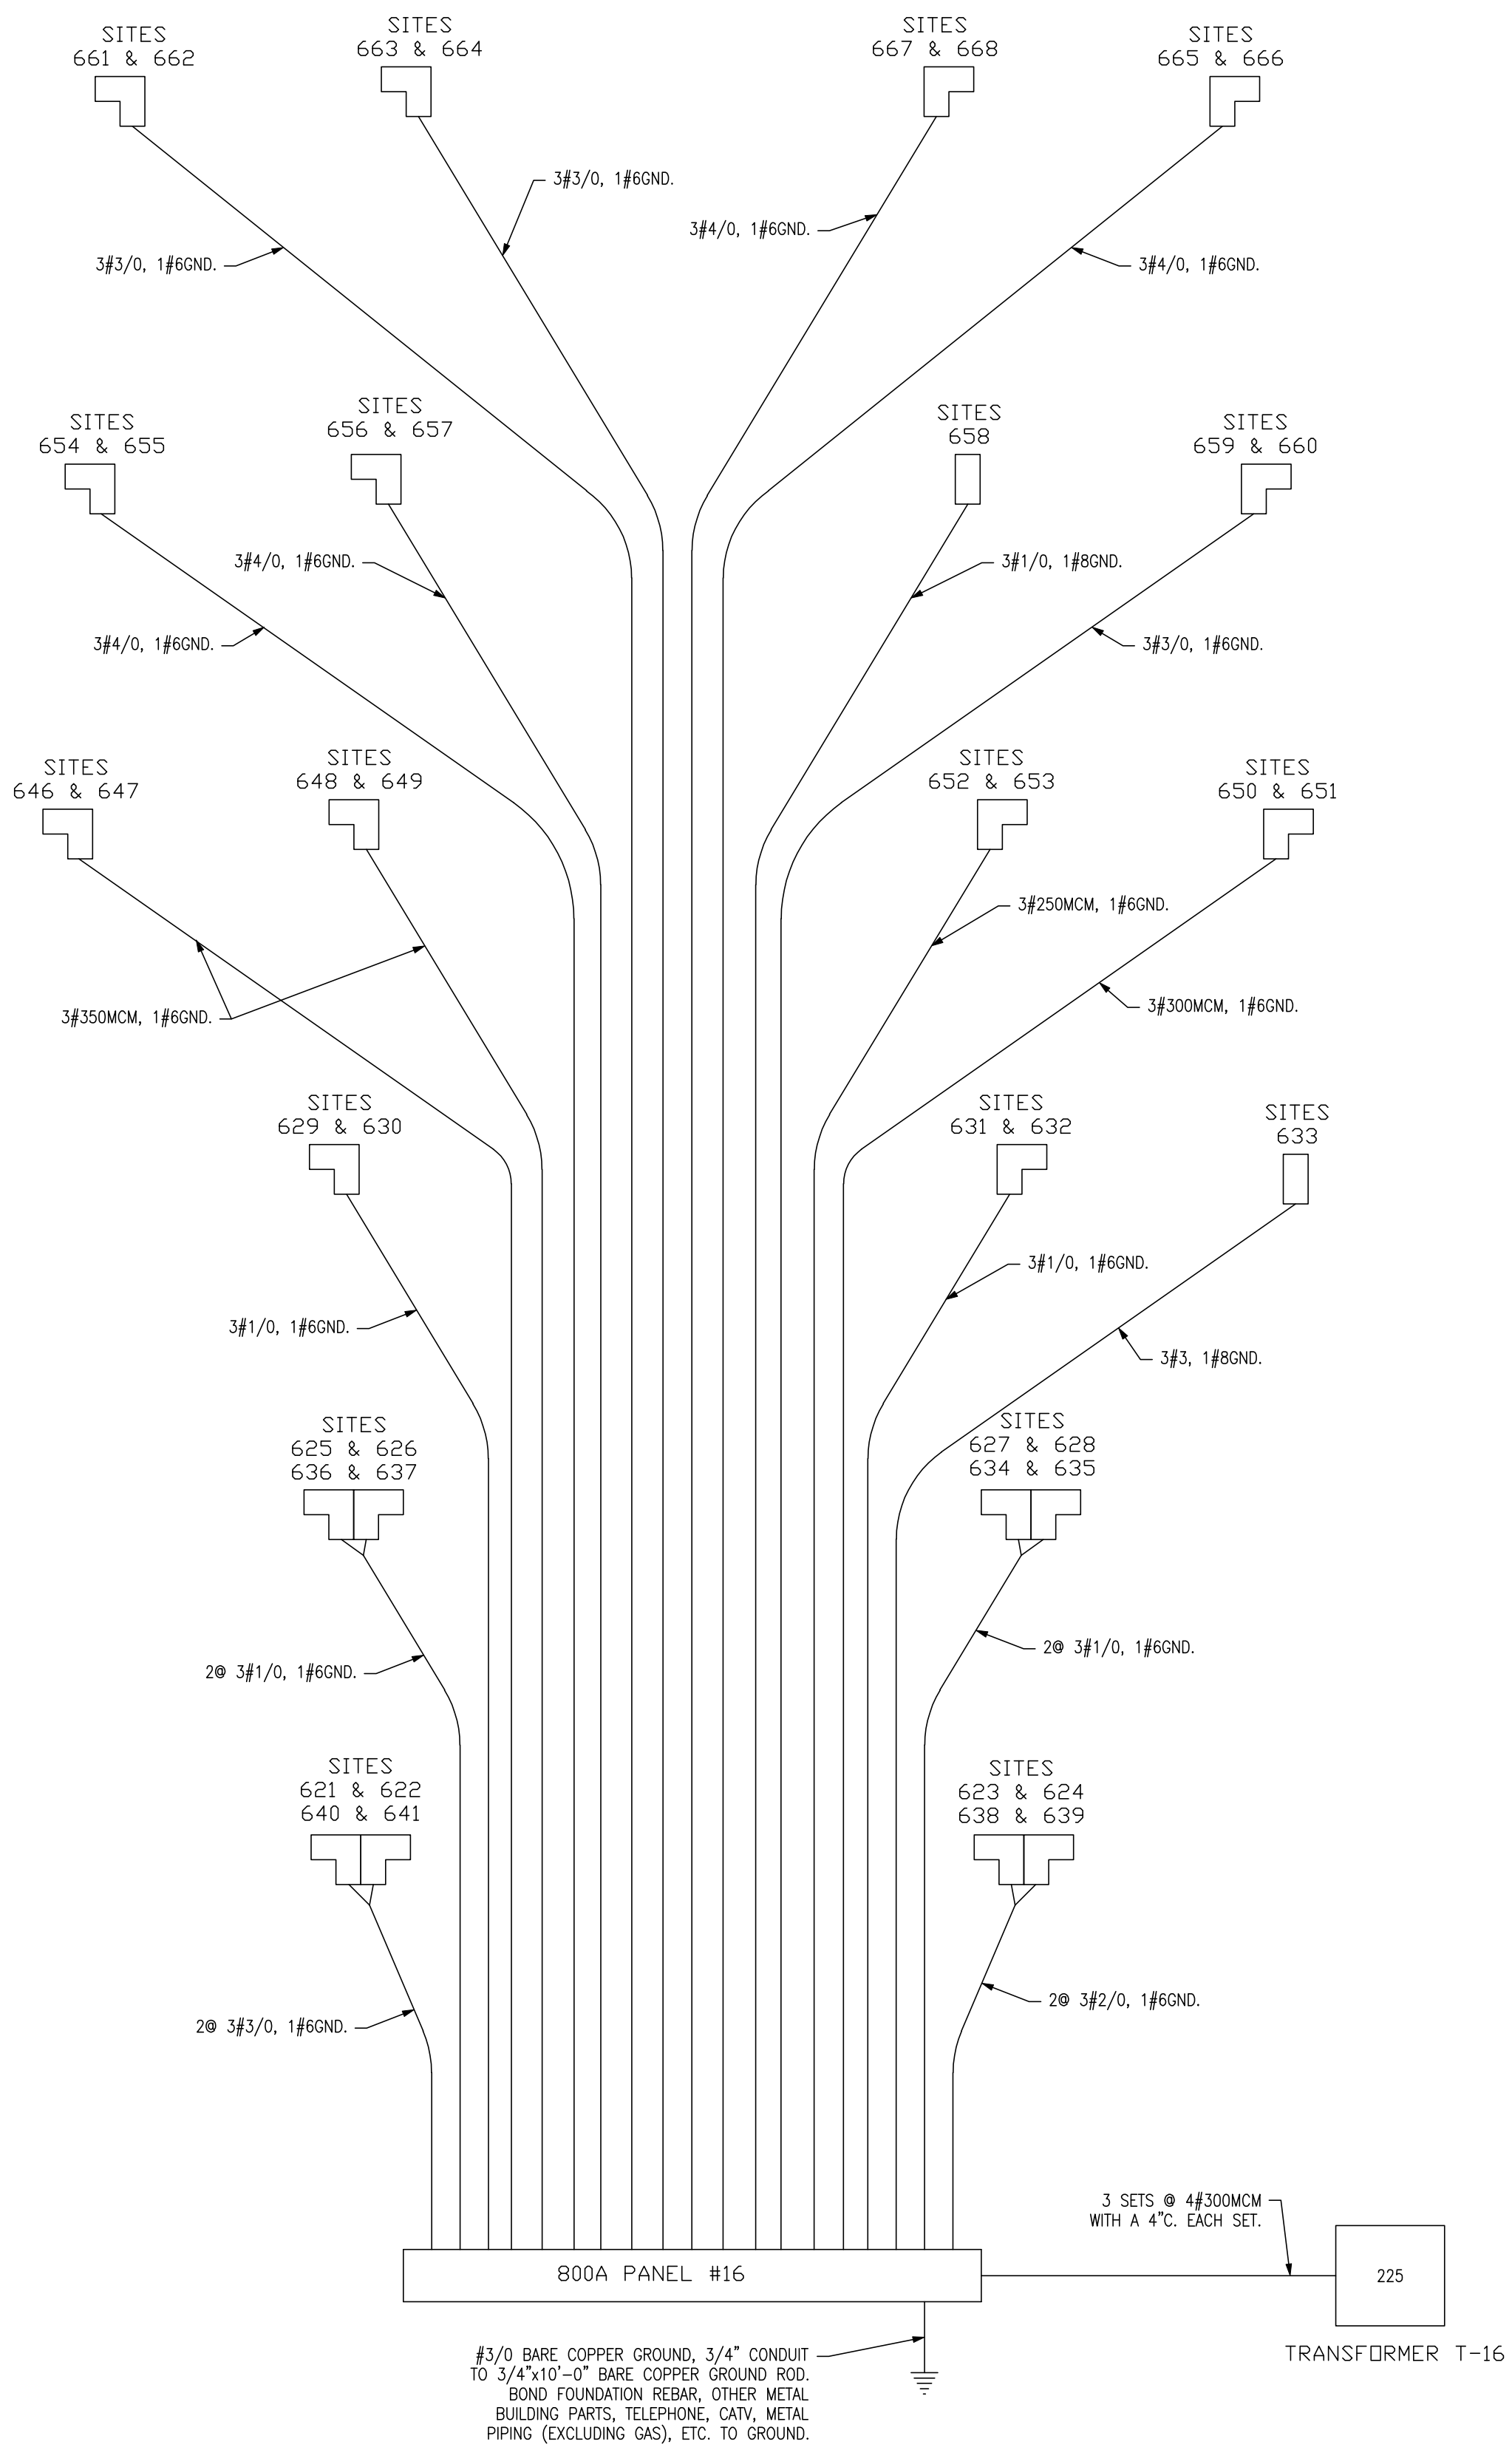 SITES
661 & 662
SITES
663 & 664
SITES
667 & 668
SITES
665 & 666
3#3/0, 1#6GND.
3#4/0, 1#6GND.
3#3/0, 1#6GND.
3#4/0, 1#6GND.
SITES
654 & 655
SITES
656 & 657
SITES
658
SITES
659 & 660
3#4/0, 1#6GND.
3#1/0, 1#8GND.
3#4/0, 1#6GND.
3#3/0, 1#6GND.
SITES
646 & 647
SITES
648 & 649
SITES
652 & 653
SITES
650 & 651
3#250MCM, 1#6GND.
3#350MCM, 1#6GND.
3#300MCM, 1#6GND.
SITES
629 & 630
SITES
631 & 632
SITES
633
3#1/0, 1#6GND.
3#1/0, 1#6GND.
3#3, 1#8GND.
SITES
625 & 626
636 & 637
SITES
627 & 628
634 & 635
2@ 3#1/0, 1#6GND.
2@ 3#1/0, 1#6GND.
SITES
621 & 622
640 & 641
SITES
623 & 624
638 & 639
2@ 3#3/0, 1#6GND.
2@ 3#2/0, 1#6GND.
3 SETS @ 4#300MCM
WITH A 4"C. EACH SET.
800A PANEL #16
225
TRANSFORMER T-16
#3/0 BARE COPPER GROUND, 3/4" CONDUIT
TO 3/4"x10'-0" BARE COPPER GROUND ROD.
BOND FOUNDATION REBAR, OTHER METAL
BUILDING PARTS, TELEPHONE, CATV, METAL
PIPING (EXCLUDING GAS), ETC. TO GROUND.